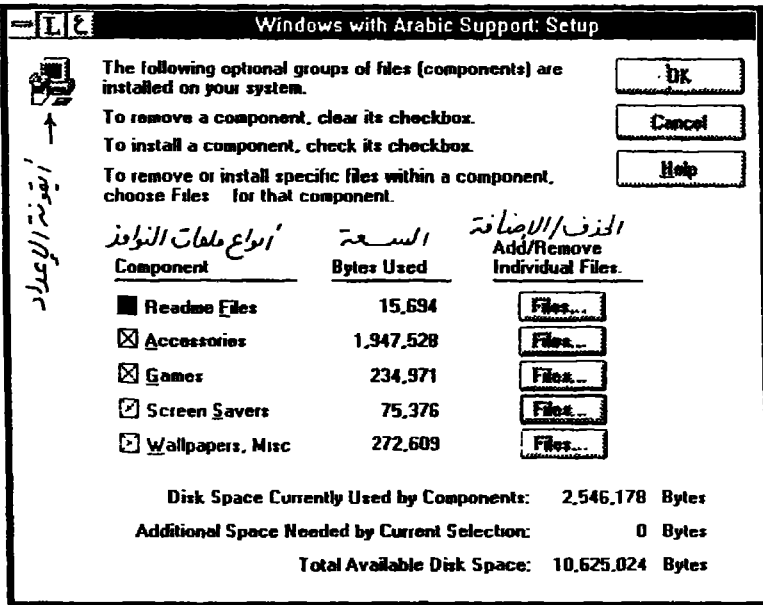 L ع Windows with Arabic Support: Setup
The following optional groups of files (components) are
installed on your system.
To remove a component, clear its checkbox.
To install a component, check its checkbox.
To remove or install specific files within a component,
choose Files for that component.
OK
Cancel
Help
أيقونة الإعداد
أنواع ملفات النوافذ السعة الحذف/الإضافة
Component Bytes Used Add/Remove
Individual Files.
Readme Files 15,694 Files...
Accessories 1,947,528 Files...
Games 234,971 Files...
Screen Savers 75,376 Files...
Wallpapers, Misc 272,609 Files...
Disk Space Currently Used by Components: 2,546,178 Bytes
Additional Space Needed by Current Selection: 0 Bytes
Total Available Disk Space: 10,625,024 Bytes